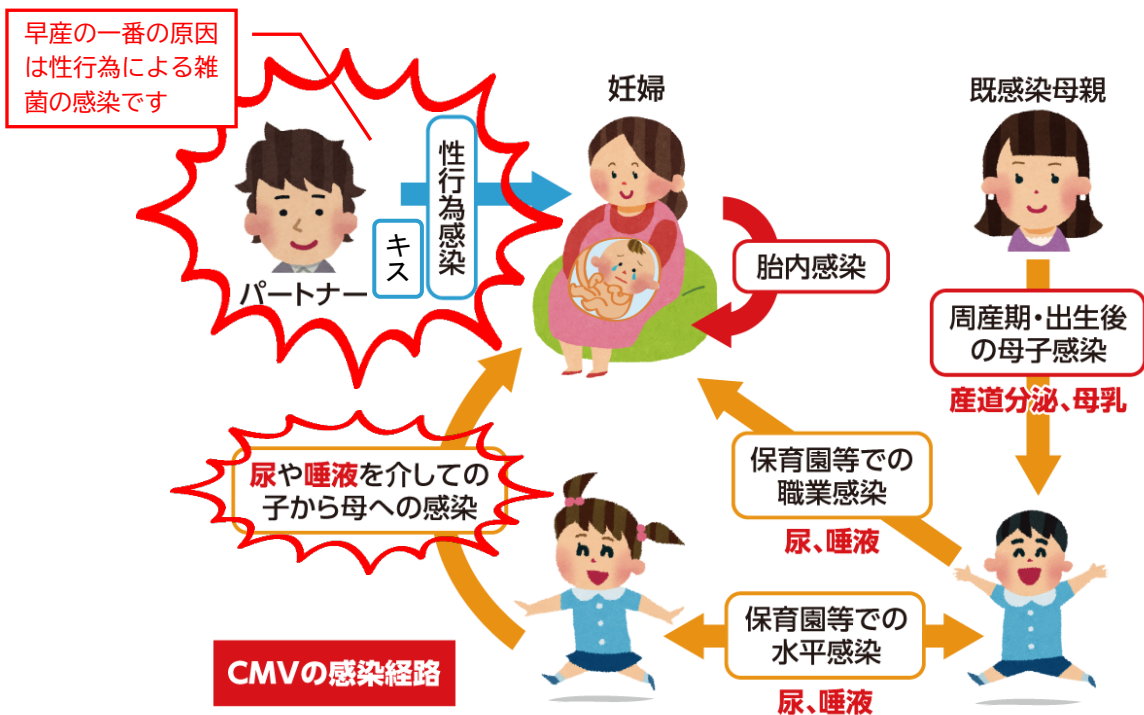 早産の一番の原因
は性行為による雑
菌の感染です
妊婦
既感染母親
性行為感染
キス
パートナー
胎内感染
周産期・出生後
の母子感染
産道分泌、母乳
尿や唾液を介しての
子から母への感染
保育園等での
職業感染
尿、唾液
保育園等での
水平感染
尿、唾液
CMVの感染経路